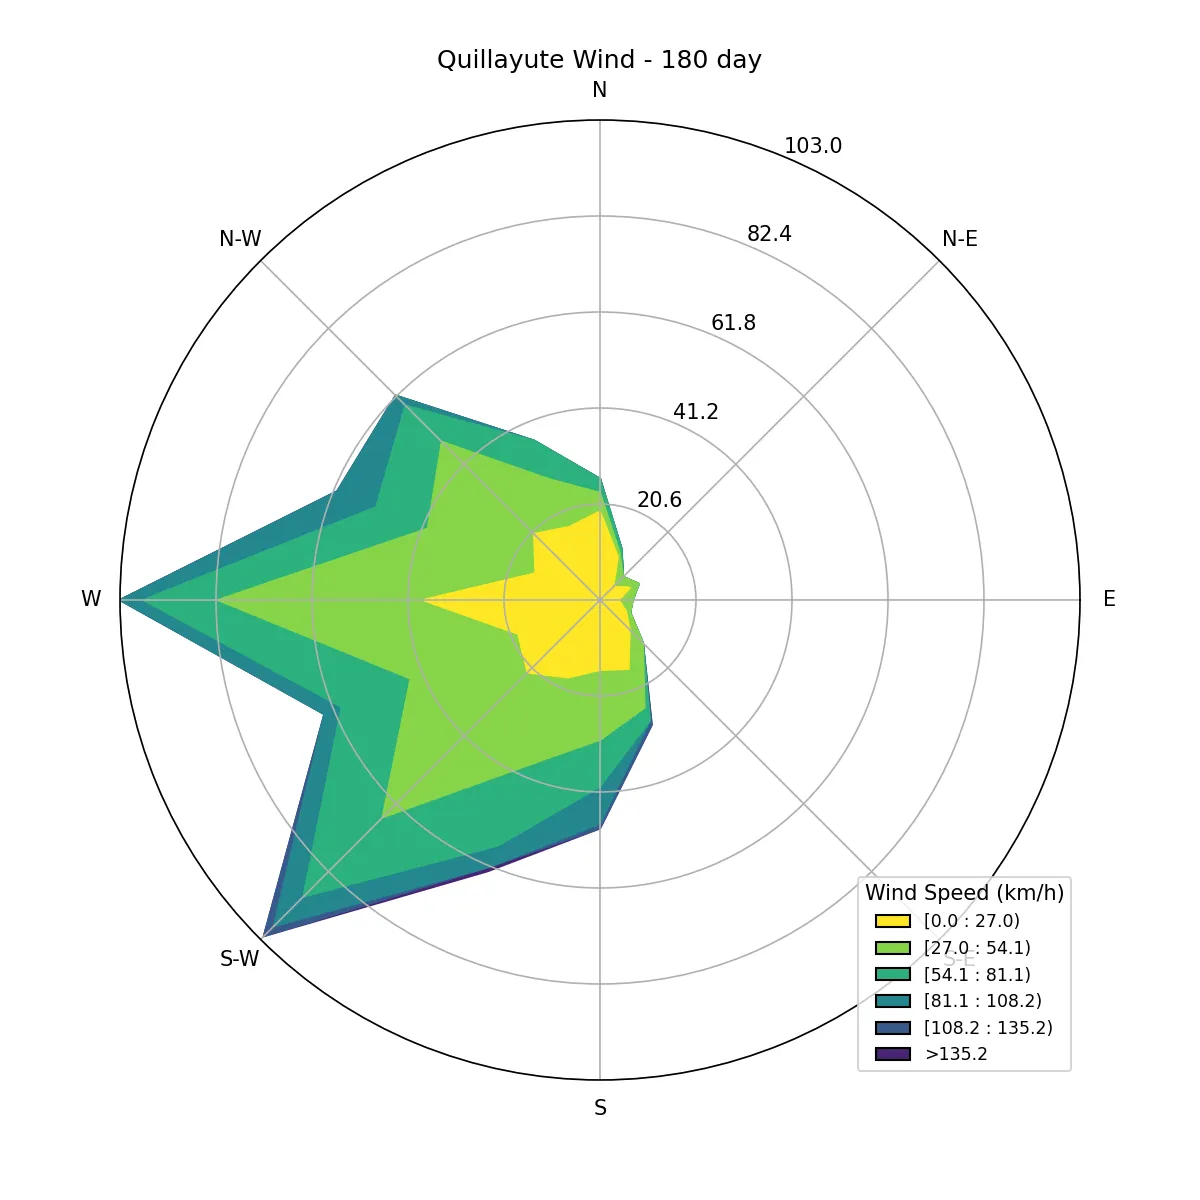 Quillayute Wind - 180 day
N
103.0
82.4
N-W
N-E
61.8
41.2
20.6
W
E
Wind Speed (km/h)
[0.0 : 27.0)
[27.0 : 54.1)
S-W
S-E
[54.1 : 81.1)
[81.1 : 108.2)
[108.2 : 135.2)
>135.2
S